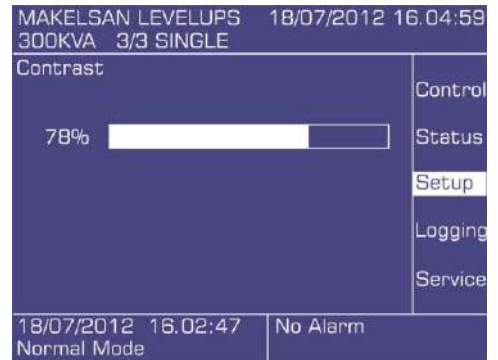 MAKELSAN LEVELUPS 18/07/2012 16.04:59
300KVA 3/3 SINGLE
Contrast
78%
Control
Status
Setup
Logging
Service
18/07/2012 16.02:47 No Alarm
Normal Mode